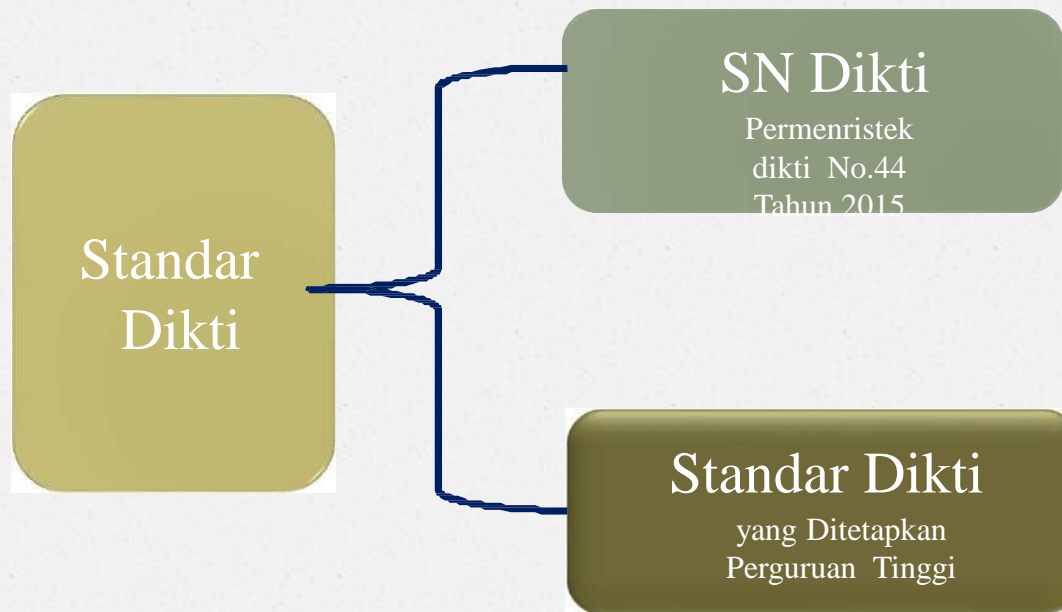 Standar
Dikti
SN Dikti
Permenristek
dikti No.44
Tahun 2015
Standar Dikti
yang Ditetapkan
Perguruan Tinggi